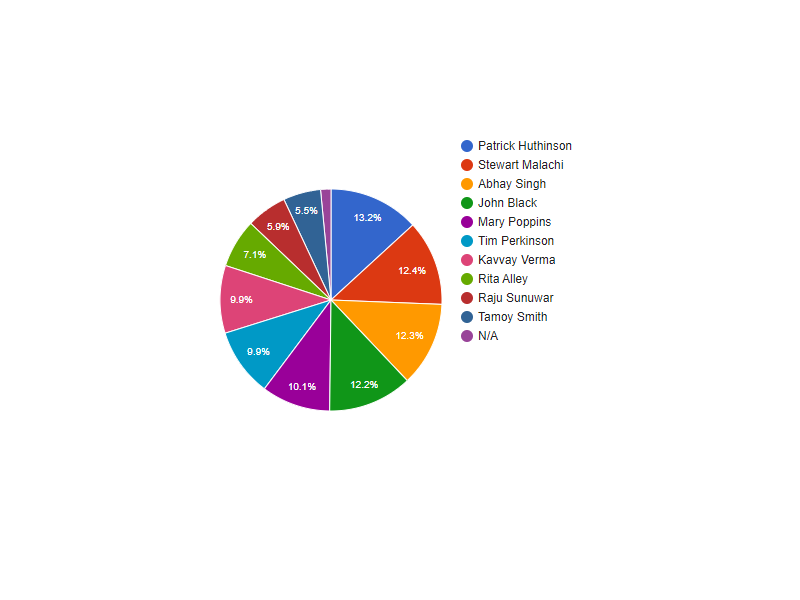 Patrick Huthinson
Stewart Malachi
Abhay Singh
John Black
Mary Poppins
Tim Perkinson
Kavvay Verma
Rita Alley
Raju Sunuwar
Tamoy Smith
N/A
13.2%
12.4%
12.3%
12.2%
10.1%
9.9%
9.9%
7.1%
5.9%
5.5%